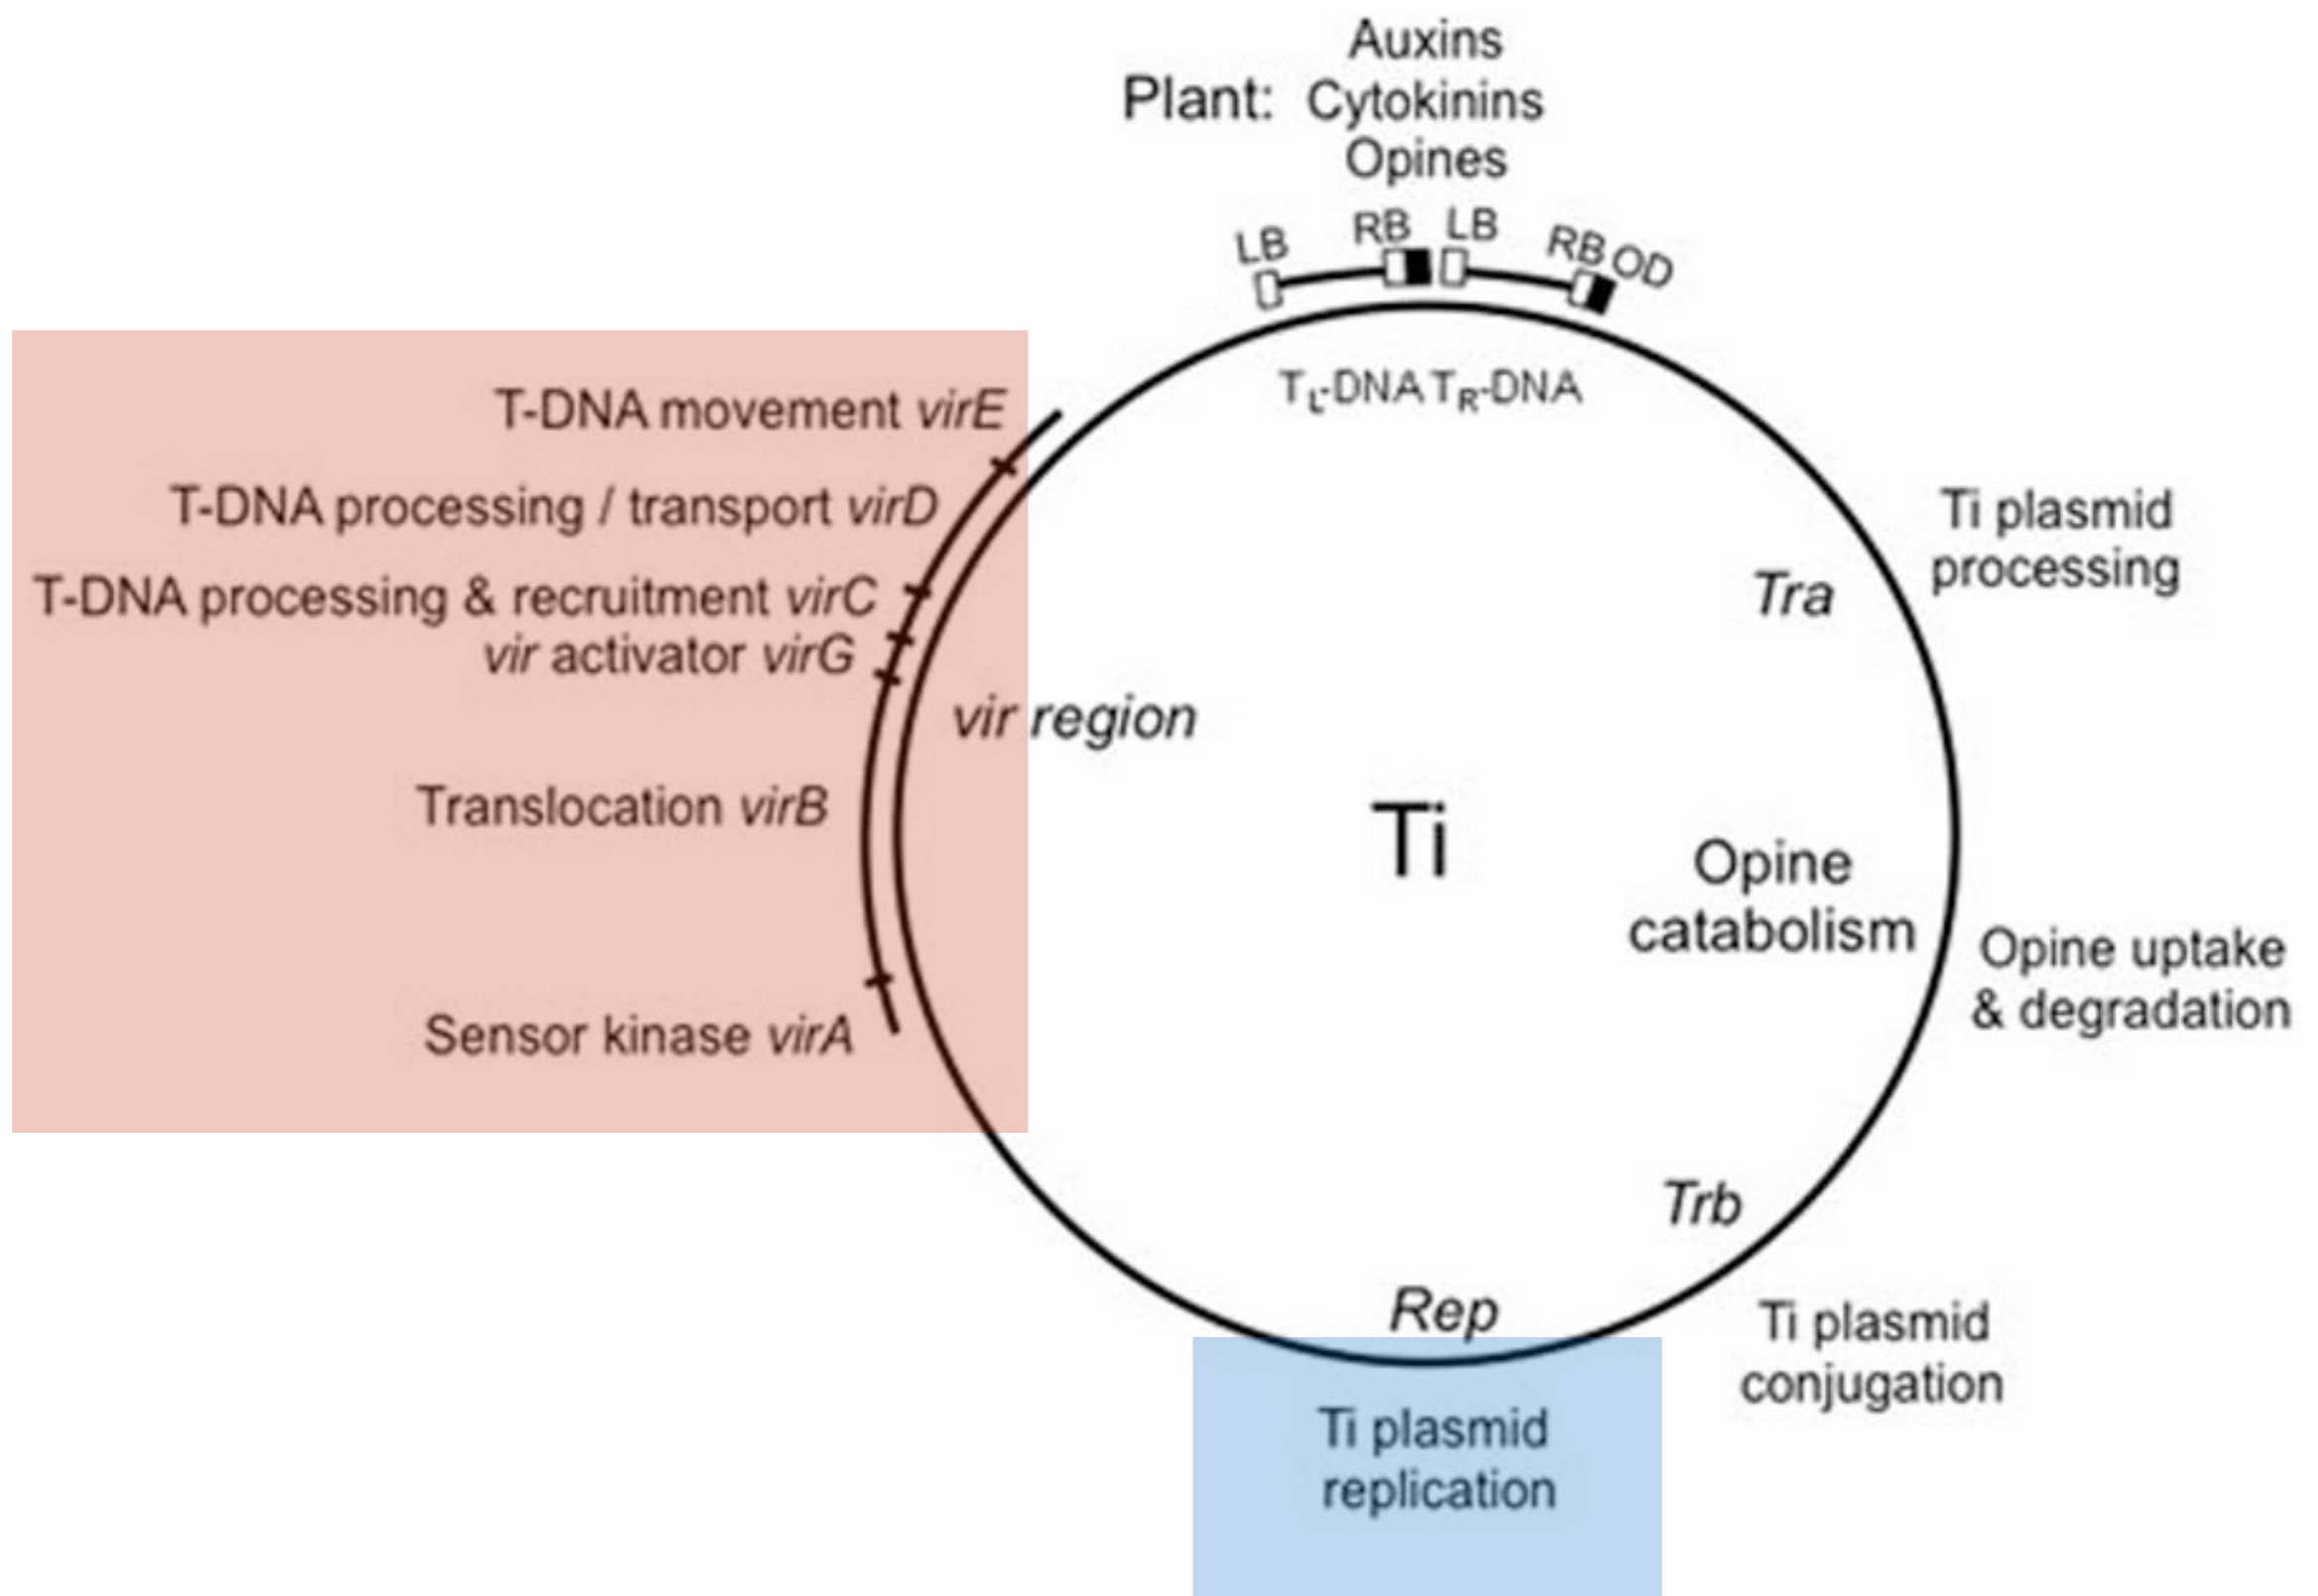 Auxins
Plant: Cytokinins
Opines
LB RB LB RB OD
T-DNA movement virE
TL-DNA TR-DNA
T-DNA processing / transport virD
Ti plasmid
processing
T-DNA processing & recruitment virC
Tra
vir activator virG
vir region
Translocation virB
Ti
Opine
catabolism
Opine uptake
& degradation
Sensor kinase virA
Trb
Rep
Ti plasmid
conjugation
Ti plasmid
replication